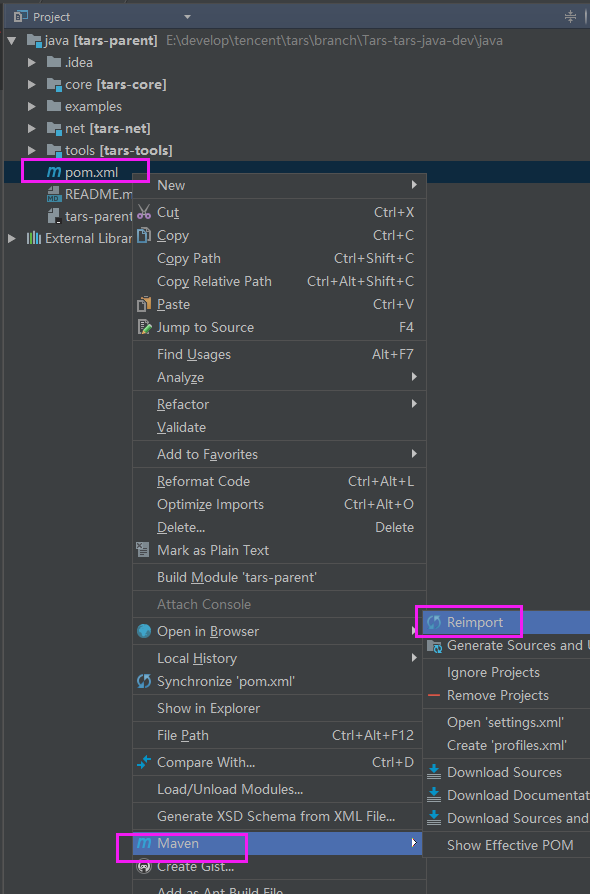 Project
java [tars-parent] E:\develop\tencent\tars\branch\Tars-tars-java-dev\java
.idea
core [tars-core]
examples
net [tars-net]
tools [tars-tools]
pom.xml
README.m
tars-parent
External Librar
New
Cut Ctrl+X
Copy Ctrl+C
Copy Path Ctrl+Shift+C
Copy Relative Path Ctrl+Alt+Shift+C
Paste Ctrl+V
Jump to Source F4
Find Usages Alt+F7
Analyze
Refactor
Validate
Add to Favorites
Reformat Code Ctrl+Alt+L
Optimize Imports Ctrl+Alt+O
Delete... Delete
Mark as Plain Text
Build Module 'tars-parent'
Attach Console
Open in Browser
Local History
Synchronize 'pom.xml'
Show in Explorer
File Path Ctrl+Alt+F12
Compare With... Ctrl+D
Load/Unload Modules...
Generate XSD Schema from XML File...
Maven
Create Gist...
Add as Ant Build File
Reimport
Generate Sources and U
Ignore Projects
Remove Projects
Open 'settings.xml'
Create 'profiles.xml'
Download Sources
Download Documentat
Download Sources and
Show Effective POM